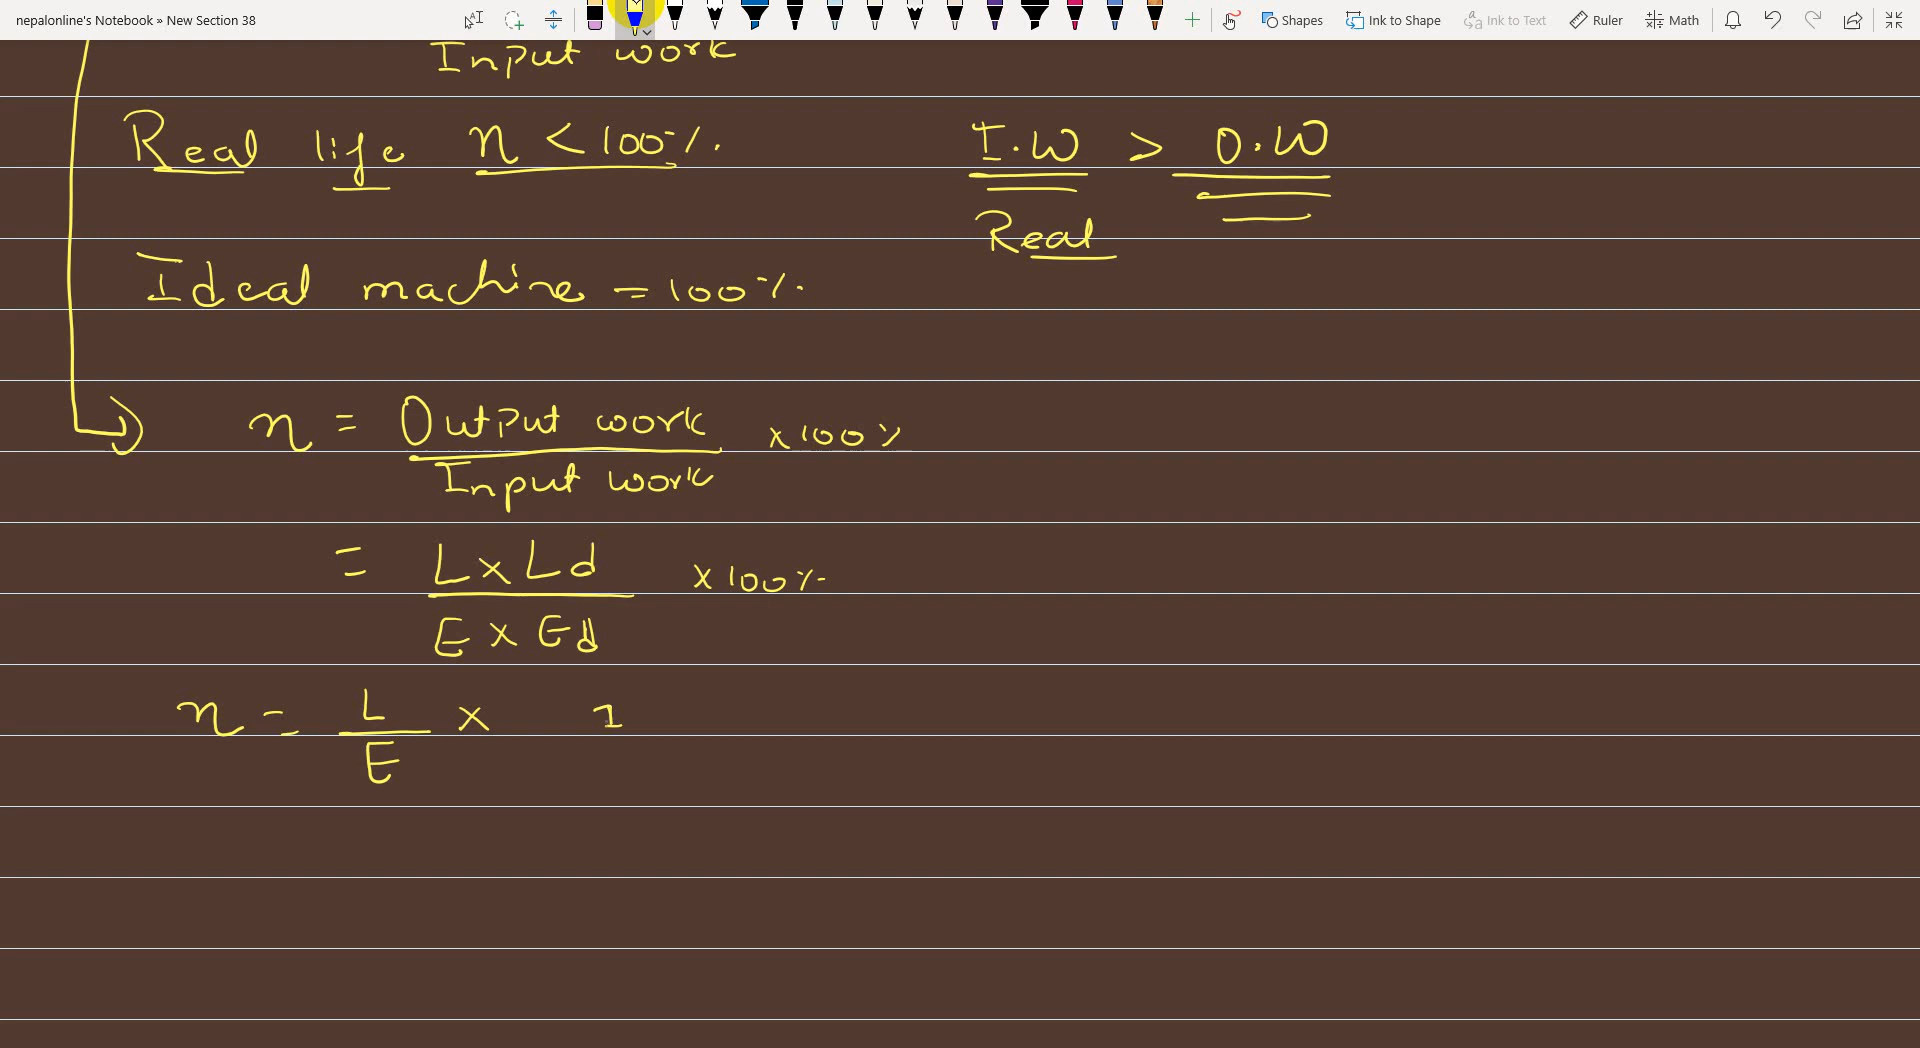 nepalonline's Notebook » New Section 38
Shapes Ink to Shape Ink to Text Ruler Math
Input work
Real life η < 100%. I.W > O.W
Real
Ideal machine = 100%.
η = Output work / Input work × 100%
= L × Ld / E × Ed × 100%
η = L / E × 1